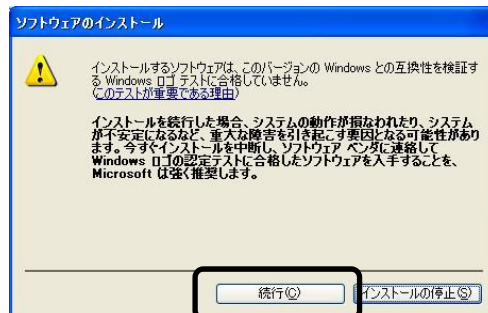 ソフトウェアのインストール
インストールするソフトウェアは、このバージョンの Windows との互換性を検証す
る Windows ロゴ テストに合格していません。
(このテストが重要である理由)
インストールを続行した場合、システムの動作が損なわれたり、システム
が不安定になるなど、重大な障害を引き起こす要因となる可能性があり
ます。今すぐインストールを中断し、ソフトウェア ベンダに連絡して
Windows ロゴの認定テストに合格したソフトウェアを入手することを、
Microsoft は強く推奨します。
続行(C)
インストールの停止(S)